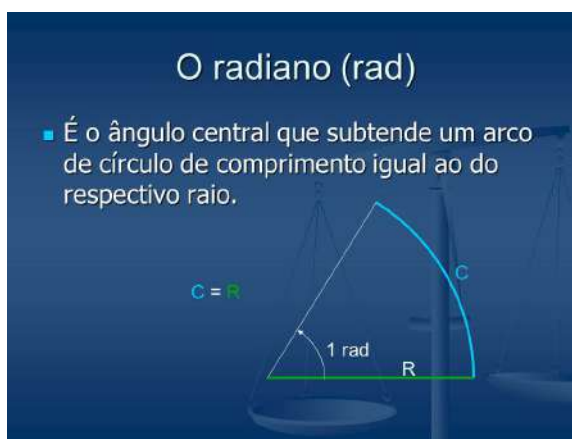 O radiano (rad)
É o ângulo central que subtende um arco
de círculo de comprimento igual ao do
respectivo raio.
C
C = R
1 rad
R